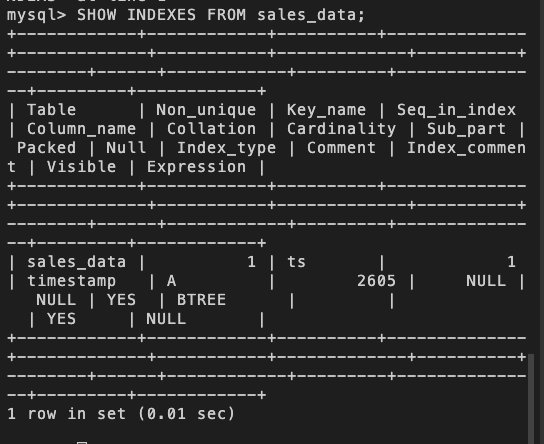 mysql> SHOW INDEXES FROM sales_data;
+------------+------------+----------+--------------
+-------------+-----------+-------------+----------+
--------+------+------------+---------+-------------
--+---------+------------+
| Table      | Non_unique | Key_name | Seq_in_index 
| Column_name | Collation | Cardinality | Sub_part |
 Packed | Null | Index_type | Comment | Index_commen
t | Visible | Expression |
+------------+------------+----------+--------------
+-------------+-----------+-------------+----------+
--------+------+------------+---------+-------------
--+---------+------------+
| sales_data |          1 | ts       |            1 
| timestamp   | A         |        2605 |     NULL |
   NULL | YES  | BTREE      |         |             
  | YES     | NULL       |
+------------+------------+----------+--------------
+-------------+-----------+-------------+----------+
--------+------+------------+---------+-------------
--+---------+------------+
1 row in set (0.01 sec)